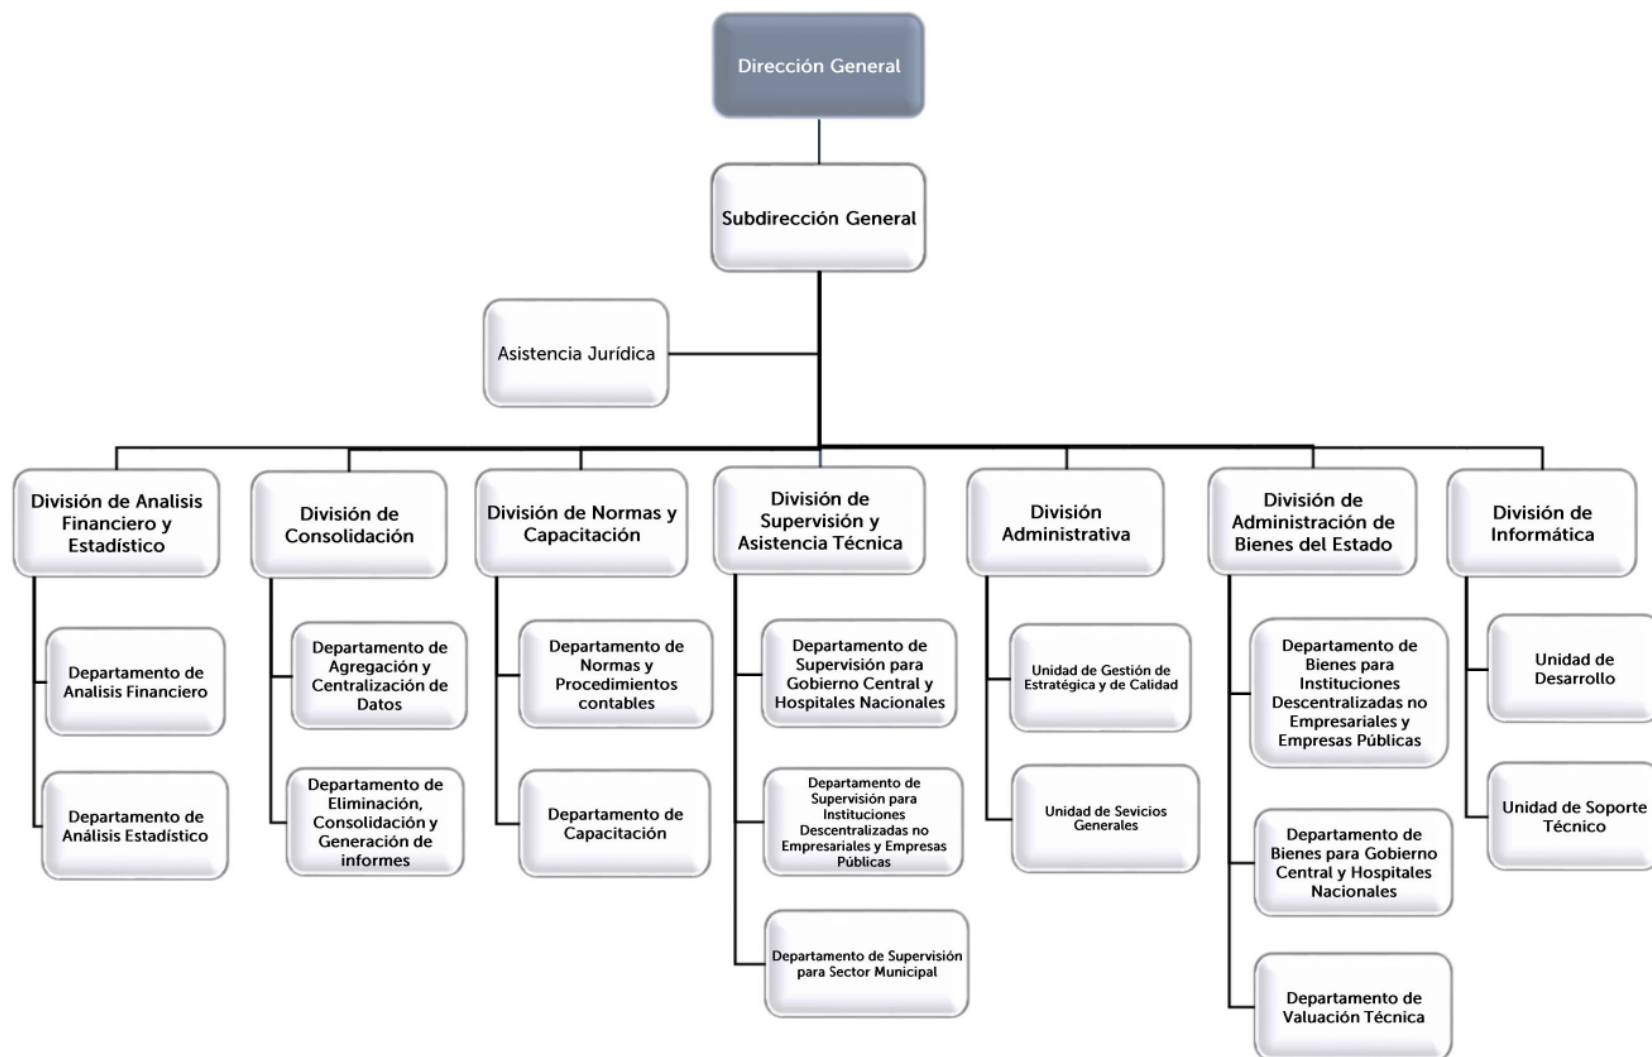 Dirección General
Subdirección General
Asistencia Jurídica
División de Analisis
Financiero y
Estadístico
División de
Consolidación
División de Normas y
Capacitación
División de
Supervisión y
Asistencia Técnica
División
Administrativa
División de
Administración de
Bienes del Estado
División de
Informática
Departamento de
Analisis Financiero
Departamento de
Análisis Estadístico
Departamento de
Agregación y
Centralización de
Datos
Departamento de
Eliminación,
Consolidación y
Generación de
informes
Departamento de
Normas y
Procedimientos
contables
Departamento de
Capacitación
Departamento de
Supervisión para
Gobierno Central y
Hospitales Nacionales
Departamento de
Supervisión para
Instituciones
Descentralizadas no
Empresariales y Empresas
Públicas
Departamento de Supervisión
para Sector Municipal
Unidad de Gestión de
Estratégica y de Calidad
Unidad de Sevicios
Generales
Departamento de
Bienes para
Instituciones
Descentralizadas no
Empresariales y
Empresas Públicas
Departamento de
Bienes para Gobierno
Central y Hospitales
Nacionales
Departamento de
Valuación Técnica
Unidad de
Desarrollo
Unidad de Soporte
Técnico